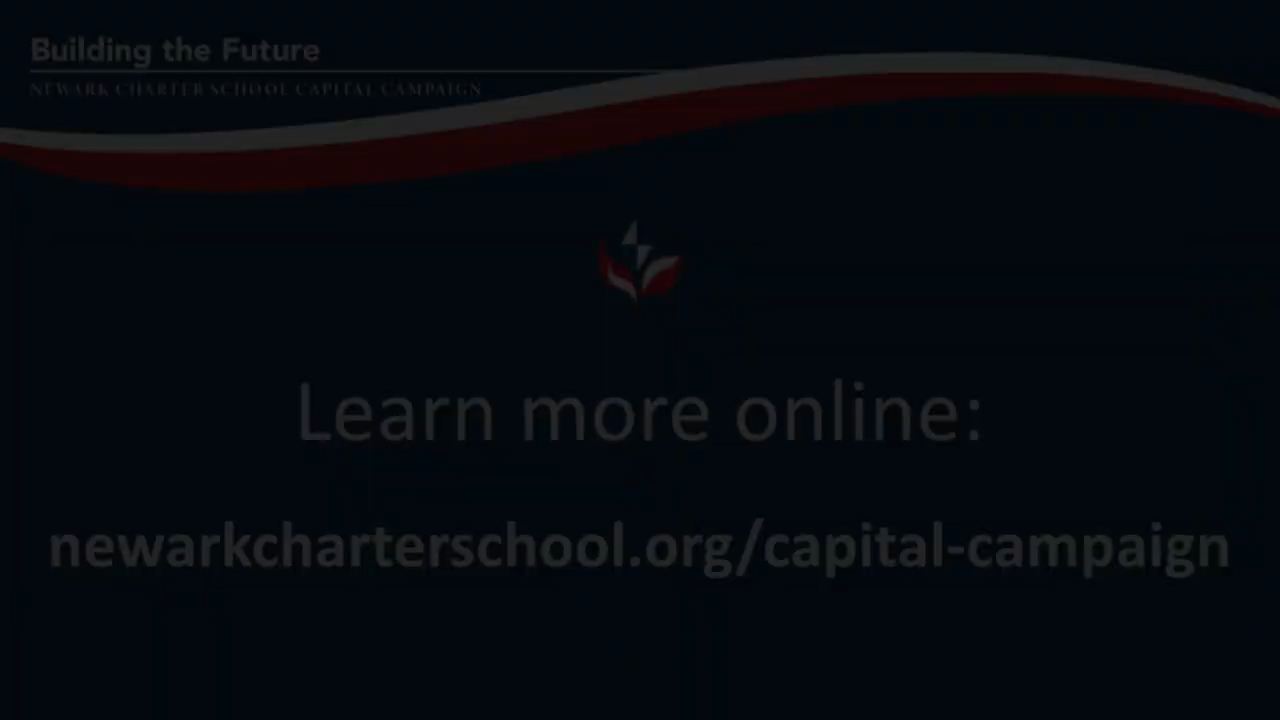 Building the Future
NEWARK CHARTER SCHOOL CAPITAL CAMPAIGN
Learn more online:
newarkcharterschool.org/capital-campaign